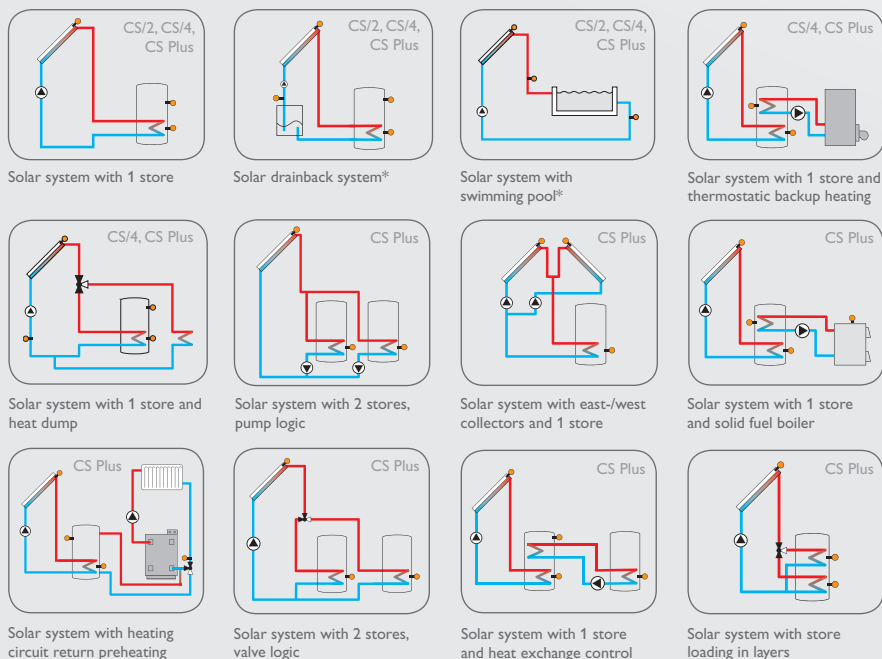 CS/2, CS/4,
CS Plus
Solar system with 1 store
CS/2, CS/4,
CS Plus
Solar drainback system*
CS/2, CS/4,
CS Plus
Solar system with
swimming pool*
CS/4, CS/4,
CS Plus
Solar system with 1 store and
thermostatic backup heating
CS/4, CS Plus
Solar system with 1 store and
heat dump
CS Plus
Solar system with 2 stores,
pump logic
CS Plus
Solar system with east-/west
collectors and 1 store
CS Plus
Solar system with 1 store
and solid fuel boiler
CS Plus
Solar system with heating
circuit return preheating
CS Plus
Solar system with 2 stores,
valve logic
CS Plus
Solar system with 1 store
and heat exchange control
CS Plus
Solar system with store
loading in layers